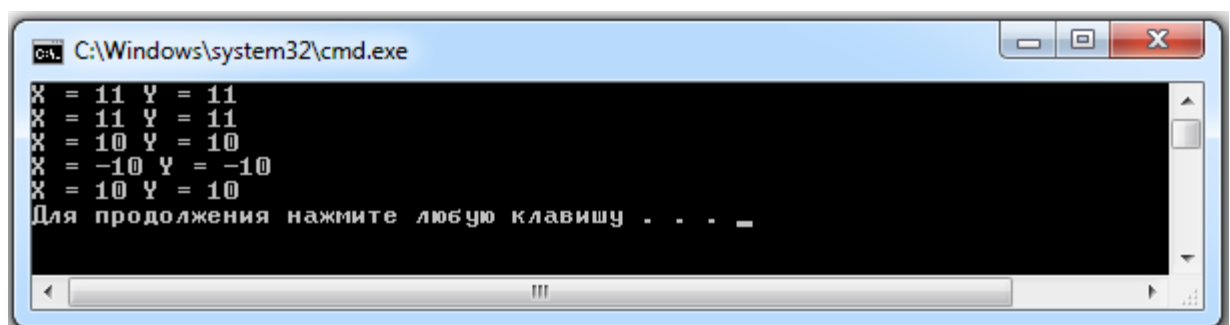 C:\Windows\system32\cmd.exe
X = 11 Y = 11
X = 11 Y = 11
X = 10 Y = 10
X = -10 Y = -10
X = 10 Y = 10
Для продолжения нажмите любую клавишу . . . _